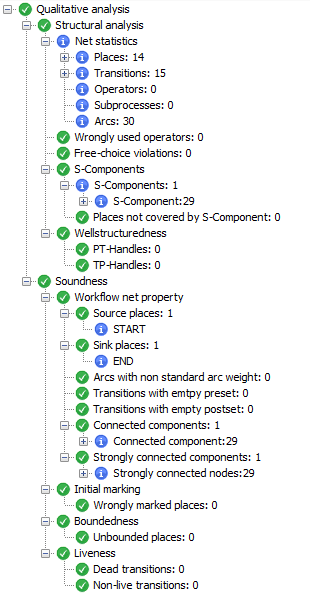 Qualitative analysis
Structural analysis
Net statistics
Places: 14
Transitions: 15
Operators: 0
Subprocesses: 0
Arcs: 30
Wrongly used operators: 0
Free-choice violations: 0
S-Components
S-Components: 1
S-Component:29
Places not covered by S-Component: 0
Wellstructuredness
PT-Handles: 0
TP-Handles: 0
Soundness
Workflow net property
Source places: 1
START
Sink places: 1
END
Arcs with non standard arc weight: 0
Transitions with emtpy preset: 0
Transitions with empty postset: 0
Connected components: 1
Connected component:29
Strongly connected components: 1
Strongly connected nodes:29
Initial marking
Wrongly marked places: 0
Boundedness
Unbounded places: 0
Liveness
Dead transitions: 0
Non-live transitions: 0